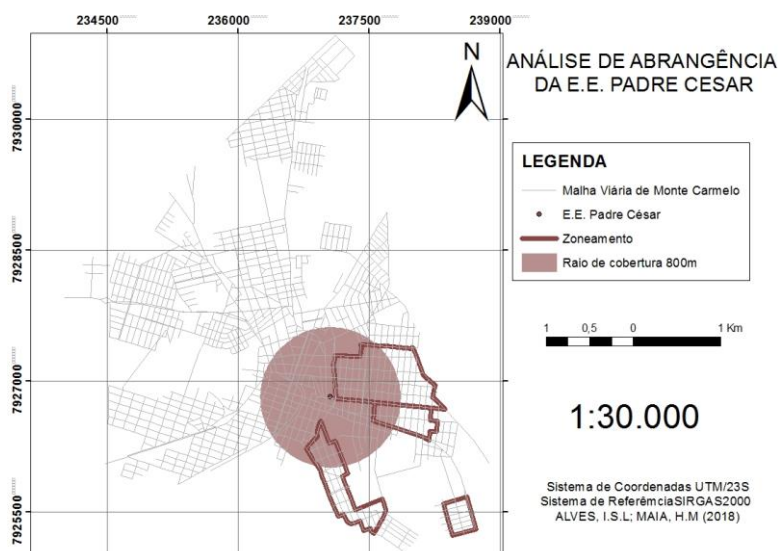 234500 236000 237500 239000
N
ANÁLISE DE ABRANGÊNCIA
DA E.E. PADRE CESAR
7930000
7928500
7927000
7925500
LEGENDA
Malha Viária de Monte Carmelo
E.E. Padre César
Zoneamento
Raio de cobertura 800m
1 0,5 0 1 Km
1:30.000
Sistema de Coordenadas UTM/23S
Sistema de ReferêmciaSIRGAS2000
ALVES, I.S.L; MAIA, H.M (2018)